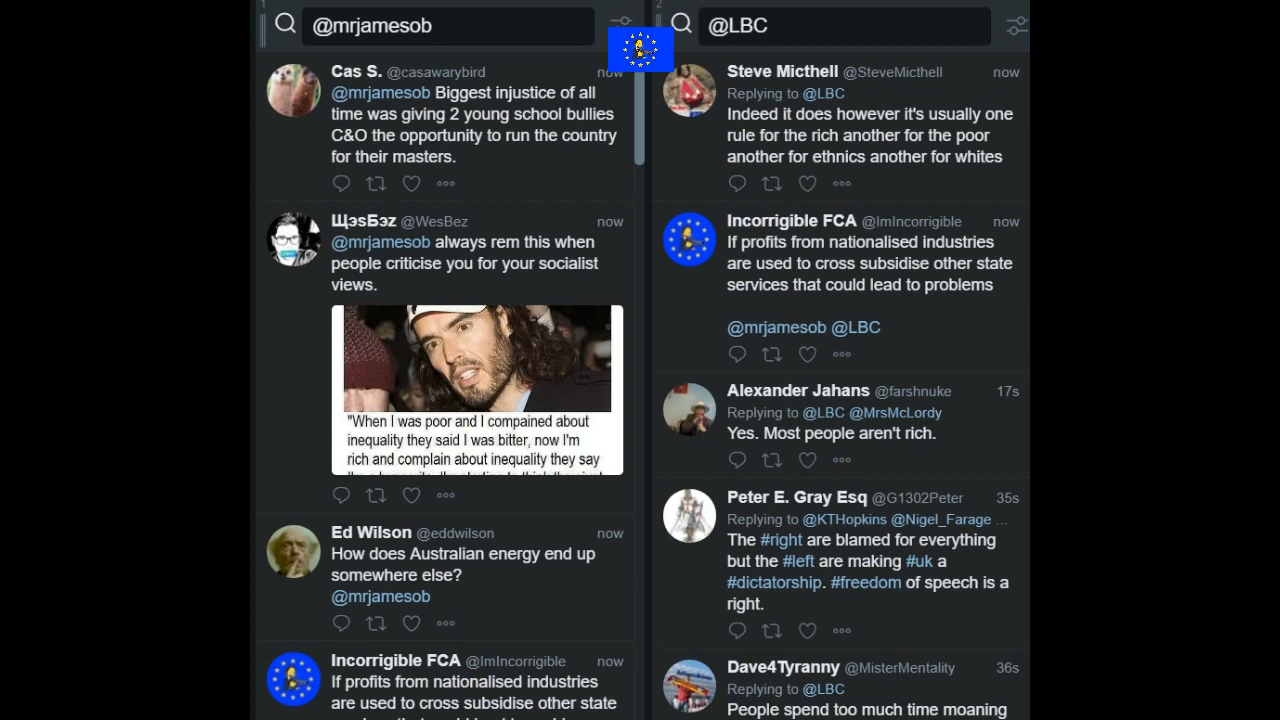 1
@mrjamesob
Cas S. @casawarybird now
@mrjamesob Biggest injustice of all
time was giving 2 young school bullies
C&O the opportunity to run the country
for their masters.
ЩэѕБэz @WesBez now
@mrjamesob always rem this when
people criticise you for your socialist
views.
"When I was poor and I compained about
inequality they said I was bitter, now I'm
rich and complain about inequality they say
Ed Wilson @eddwilson now
How does Australian energy end up
somewhere else?
@mrjamesob
Incorrigible FCA @ImIncorrigible now
If profits from nationalised industries
are used to cross subsidise other state
2
@LBC
Steve Micthell @SteveMicthell now
Replying to @LBC
Indeed it does however it's usually one
rule for the rich another for the poor
another for ethnics another for whites
Incorrigible FCA @ImIncorrigible now
If profits from nationalised industries
are used to cross subsidise other state
services that could lead to problems
@mrjamesob @LBC
Alexander Jahans @farshnuke 17s
Replying to @LBC @MrsMcLordy
Yes. Most people aren't rich.
Peter E. Gray Esq @G1302Peter 35s
Replying to @KTHopkins @Nigel_Farage ...
The #right are blamed for everything
but the #left are making #uk a
#dictatorship. #freedom of speech is a
right.
Dave4Tyranny @MisterMentality 36s
Replying to @LBC
People spend too much time moaning